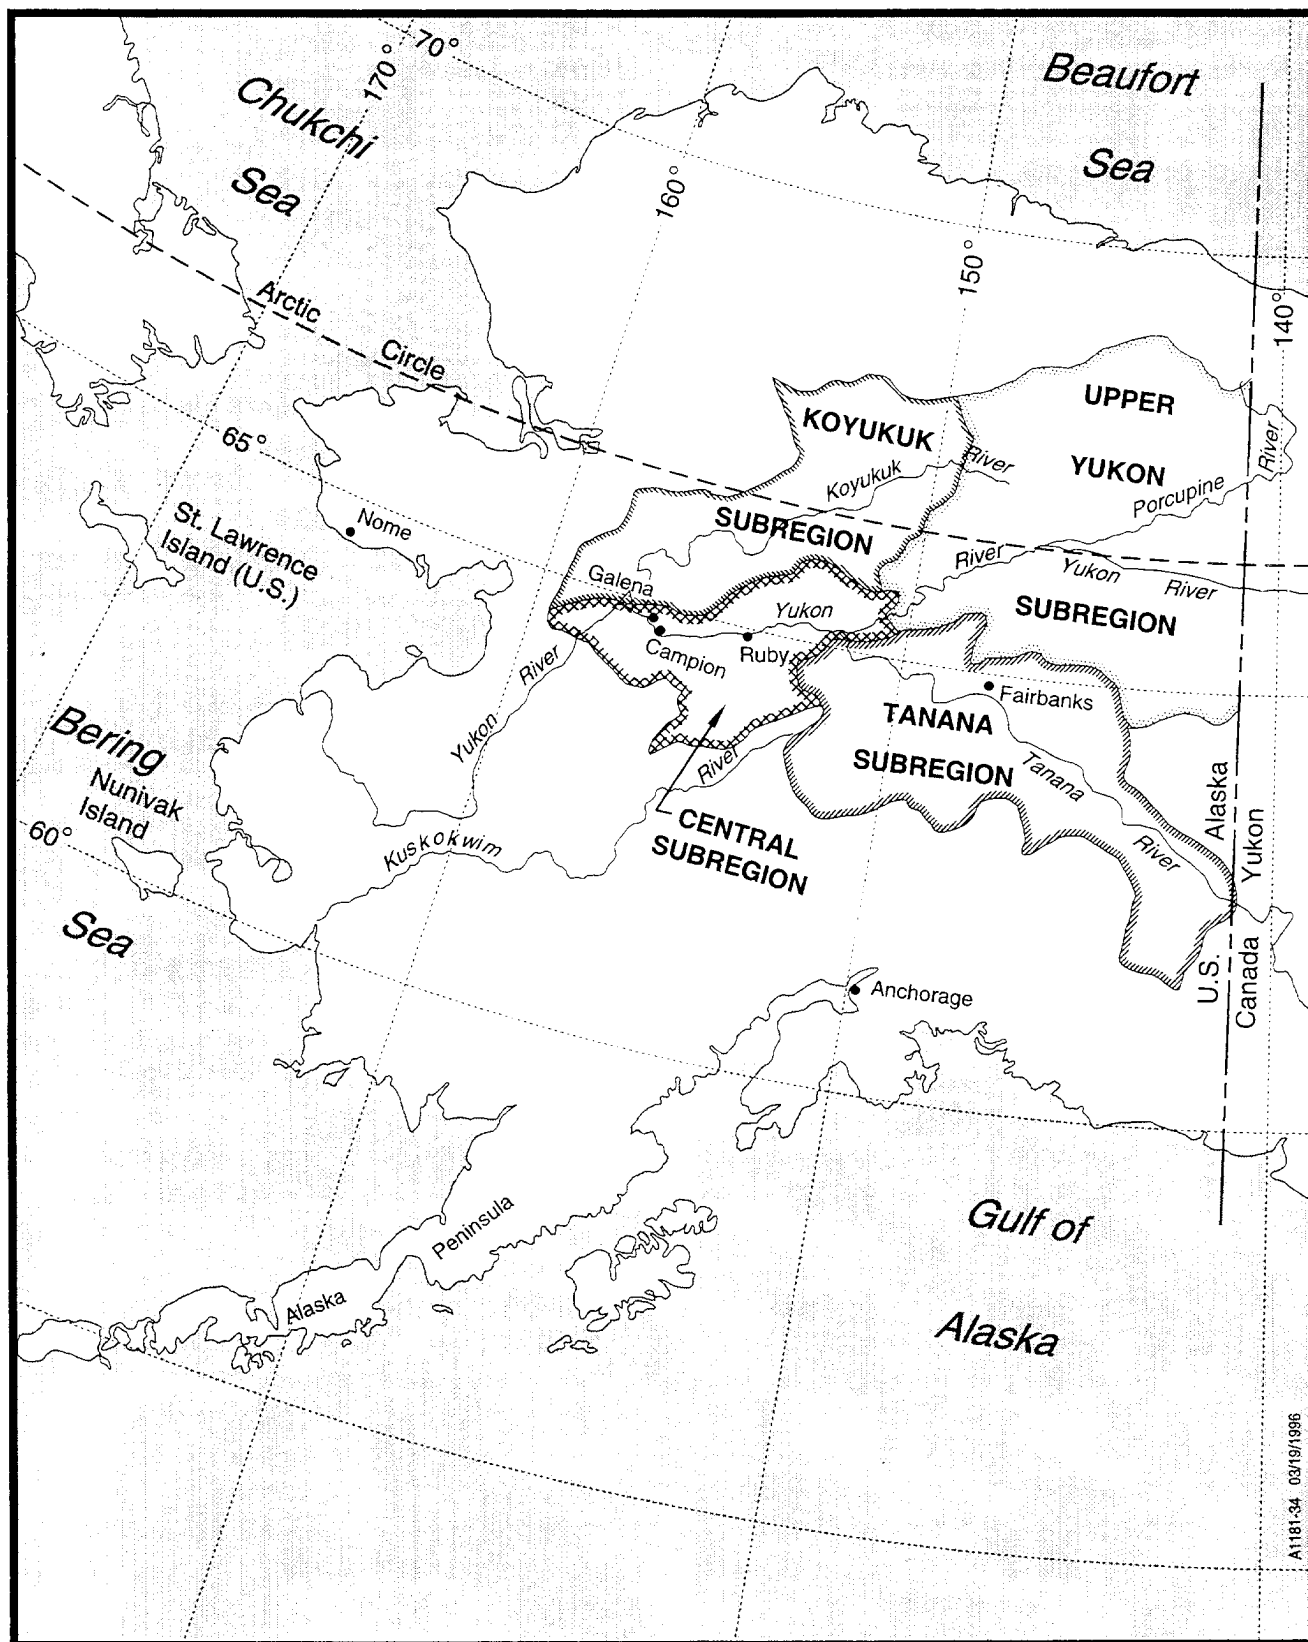 70°
170°
Chukchi
Sea
Beaufort
Sea
160°
150°
140°
Arctic
Circle
65°
St. Lawrence
Island (U.S.)
Nome
KOYUKUK
Koyukuk
River
SUBREGION
UPPER
YUKON
Porcupine
River
River
Yukon
River
SUBREGION
Galena
Yukon
Campion
Ruby
Yukon
River
Fairbanks
TANANA
SUBREGION
Tanana
River
Kuskokwim
River
CENTRAL
SUBREGION
Bering
Sea
Nunivak
Island
60°
Alaska
Yukon
U.S.
Canada
Anchorage
Alaska
Peninsula
Gulf of
Alaska
A1181-34 03/19/1996